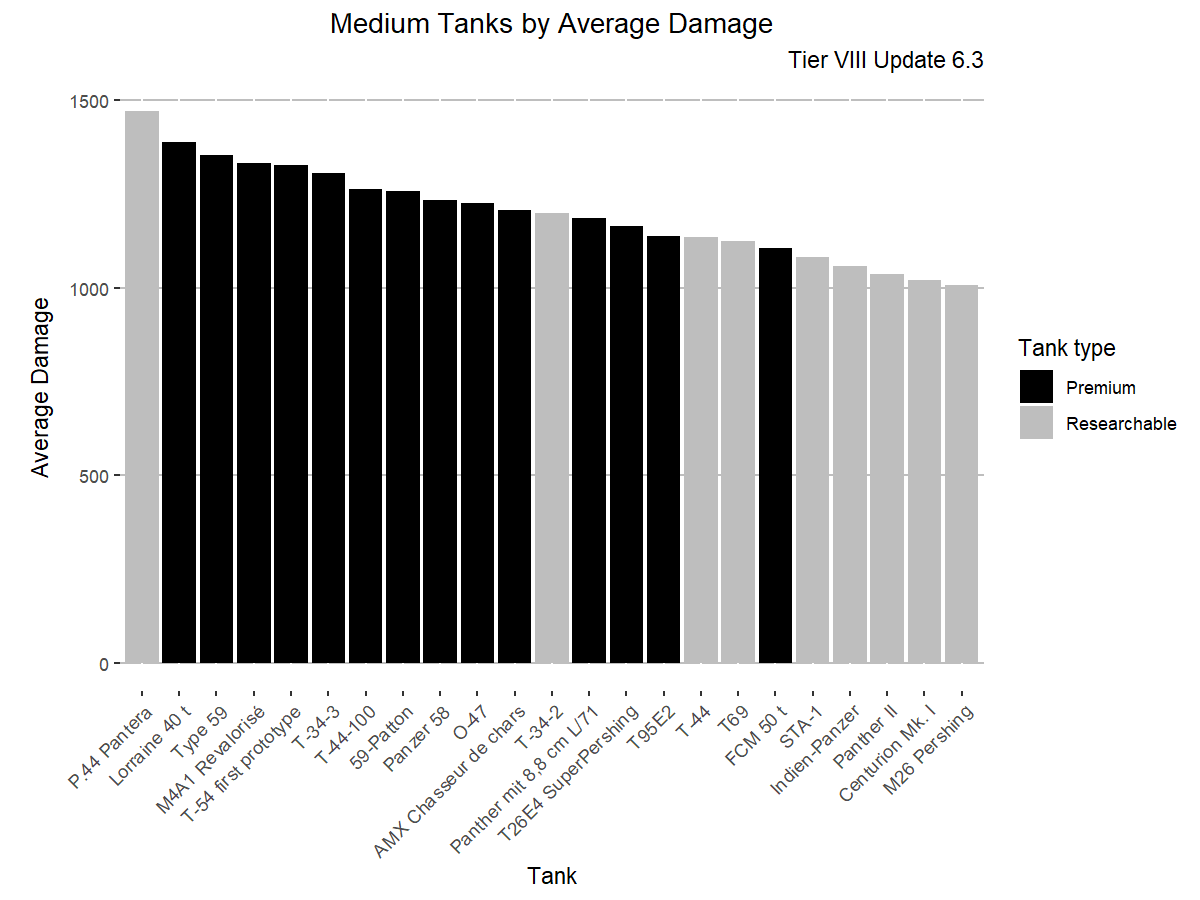 Medium Tanks by Average Damage
Tier VIII Update 6.3
1500
1000
500
0
Average Damage
P.44 Pantera
Lorraine 40 t
Type 59
M4A1 Revalorisé
T-54 first prototype
T-34-3
T-44-100
59-Patton
Panzer 58
O-47
AMX Chasseur de chars
T-34-2
Panther mit 8,8 cm L/71
T26E4 SuperPershing
T95E2
T-44
T69
FCM 50 t
STA-1
Indien-Panzer
Panther II
Centurion Mk. I
M26 Pershing
Tank
Tank type
Premium
Researchable